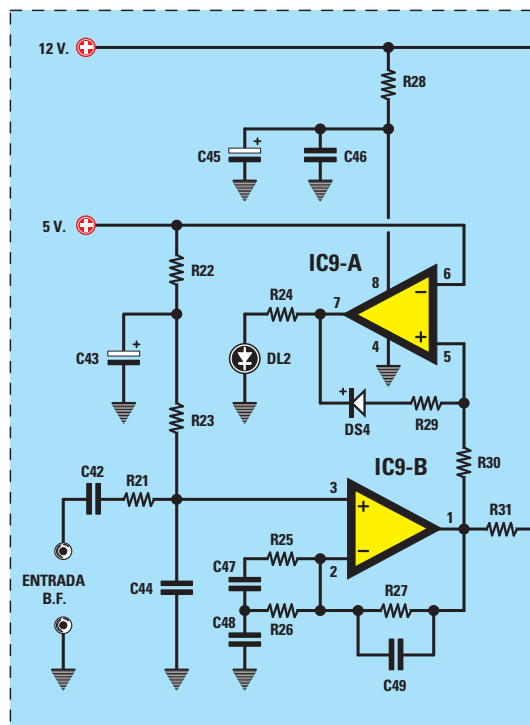 12 V.
R28
C45
+
C46
5 V.
IC9-A
R22
8
6
−
R24
7
+
5
4
C43
+
DL2
+
DS4
R29
R23
IC9-B
R30
C42
R21
3
+
1
R31
−
2
ENTRADA
B.F.
C44
C47
R25
R27
C48
R26
C49